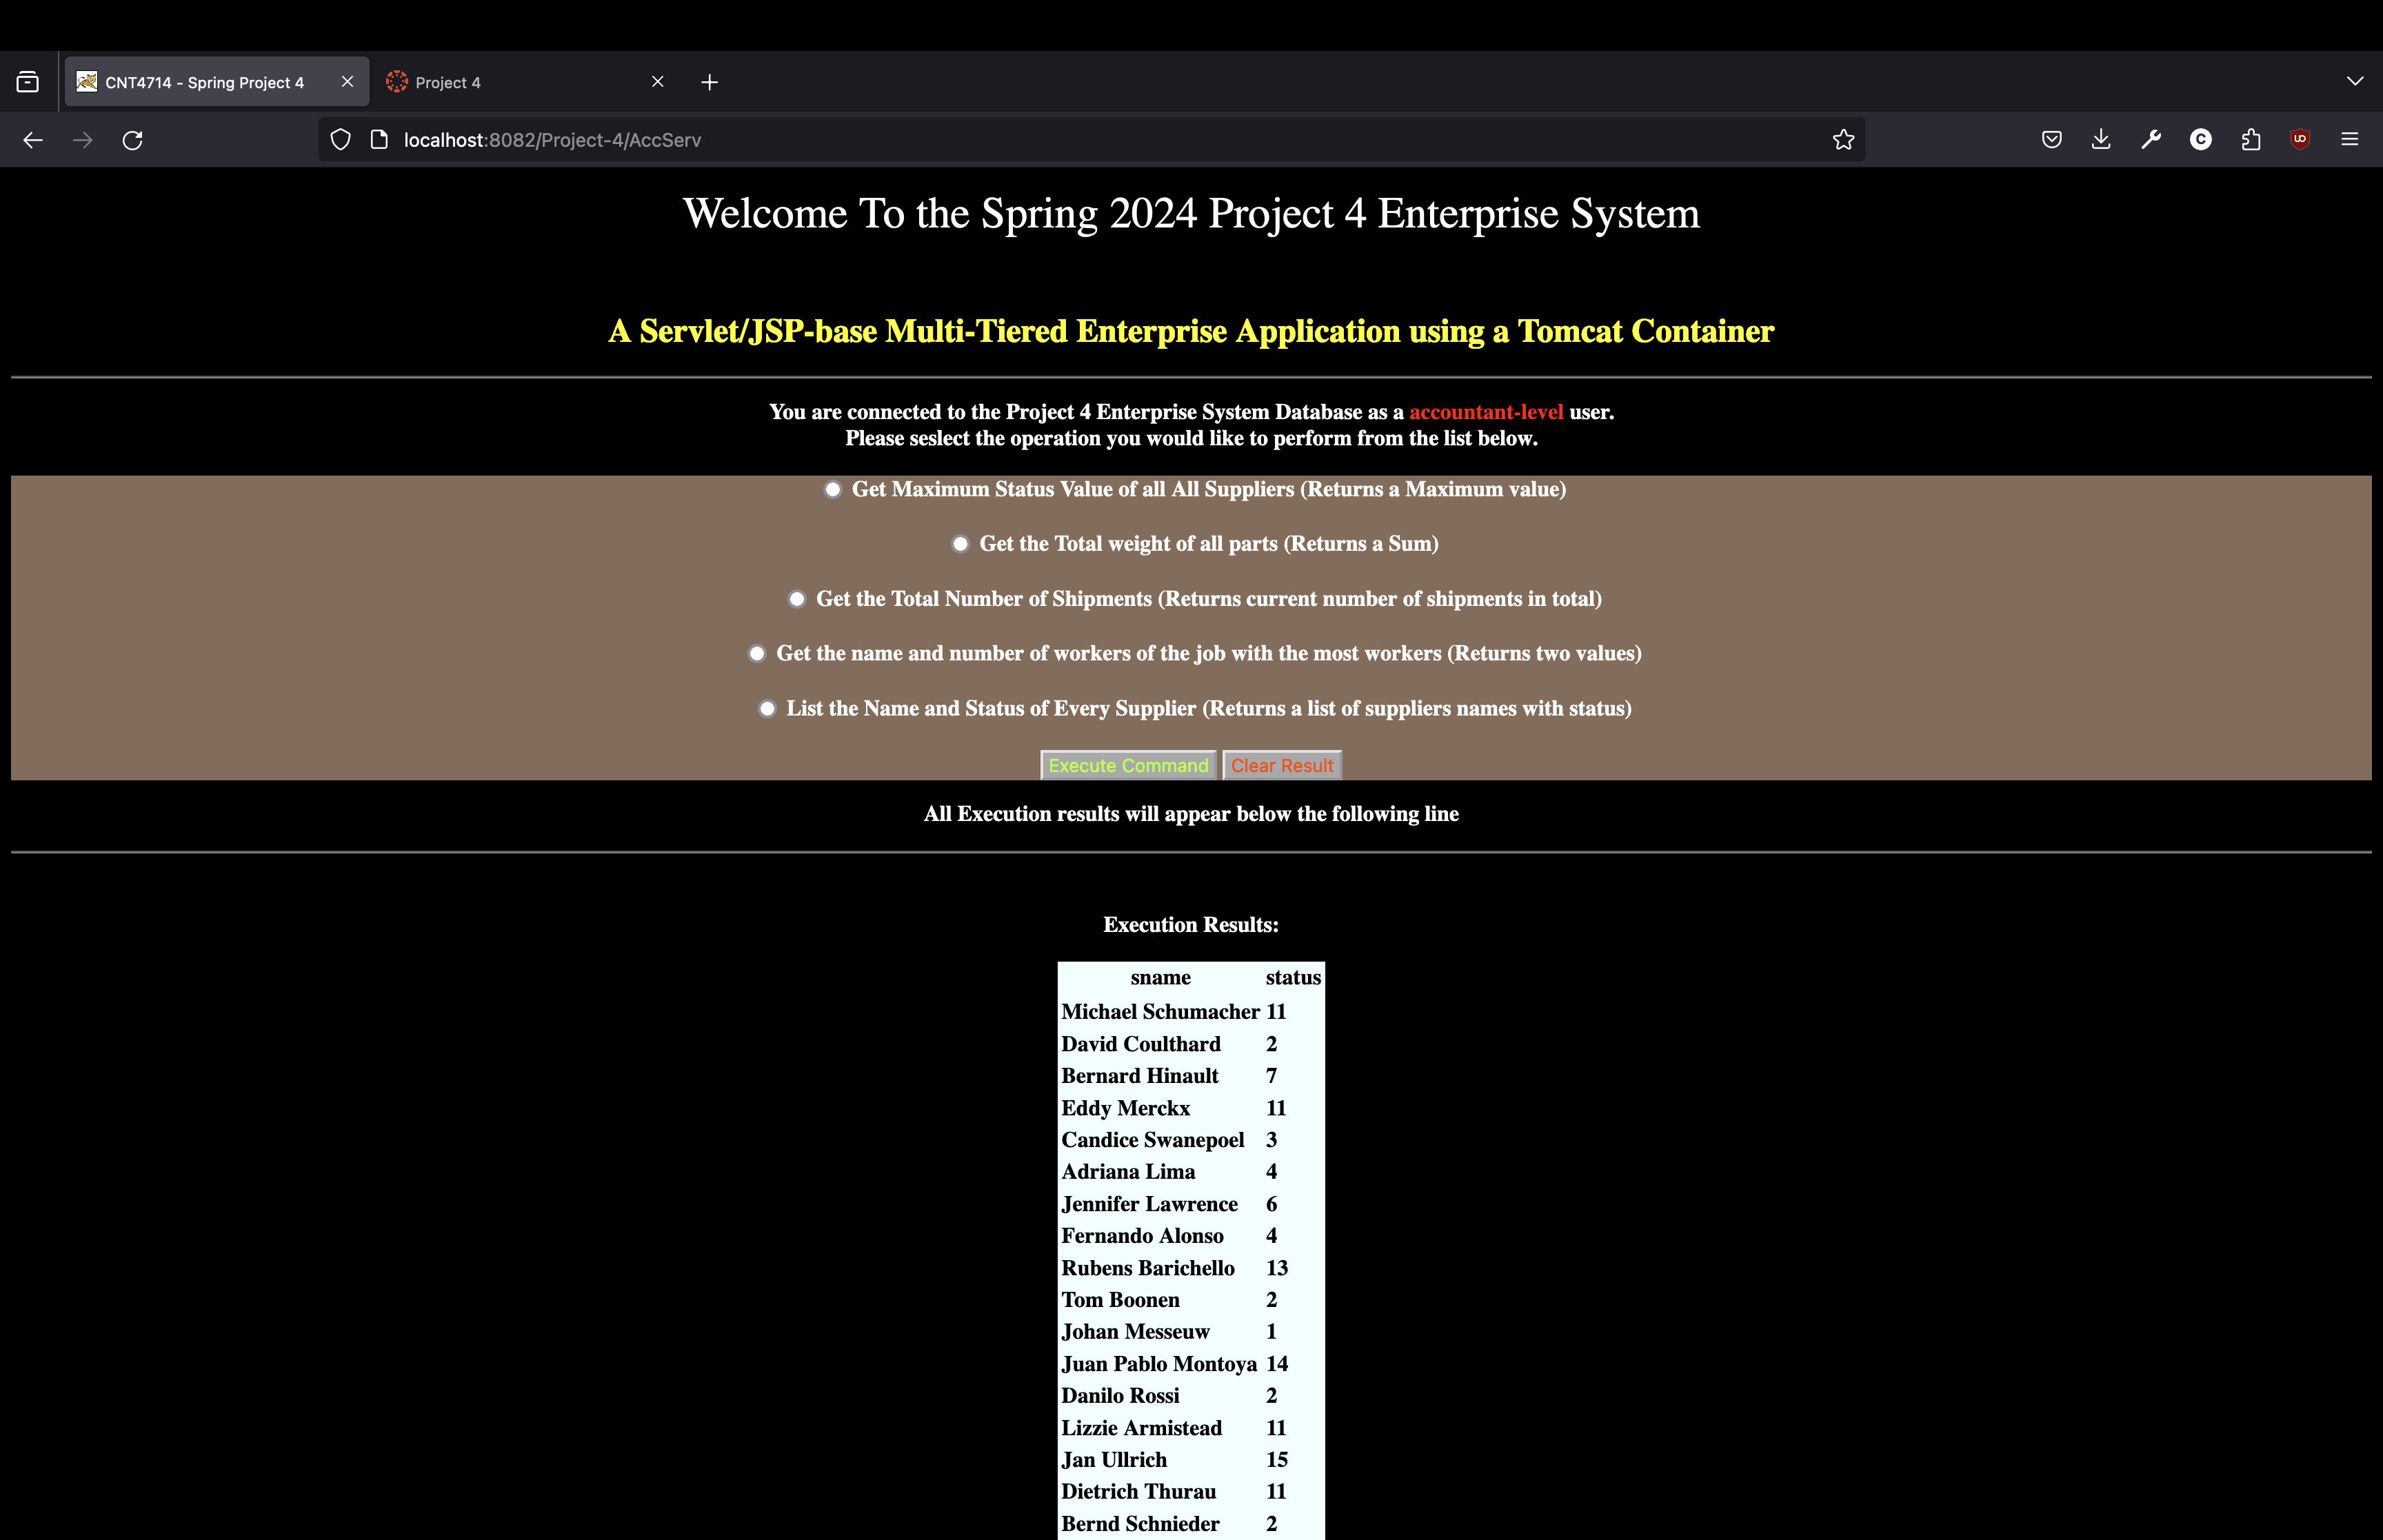 CNT4714 - Spring Project 4
Project 4
localhost:8082/Project-4/AccServ
Welcome To the Spring 2024 Project 4 Enterprise System
A Servlet/JSP-base Multi-Tiered Enterprise Application using a Tomcat Container
You are connected to the Project 4 Enterprise System Database as a accountant-level user.
Please seslect the operation you would like to perform from the list below.
Get Maximum Status Value of all All Suppliers (Returns a Maximum value)
Get the Total weight of all parts (Returns a Sum)
Get the Total Number of Shipments (Returns current number of shipments in total)
Get the name and number of workers of the job with the most workers (Returns two values)
List the Name and Status of Every Supplier (Returns a list of suppliers names with status)
Execute Command Clear Result
All Execution results will appear below the following line
Execution Results:
sname status
Michael Schumacher 11
David Coulthard 2
Bernard Hinault 7
Eddy Merckx 11
Candice Swanepoel 3
Adriana Lima 4
Jennifer Lawrence 6
Fernando Alonso 4
Rubens Barichello 13
Tom Boonen 2
Johan Messeuw 1
Juan Pablo Montoya 14
Danilo Rossi 2
Lizzie Armistead 11
Jan Ullrich 15
Dietrich Thurau 11
Bernd Schnieder 2